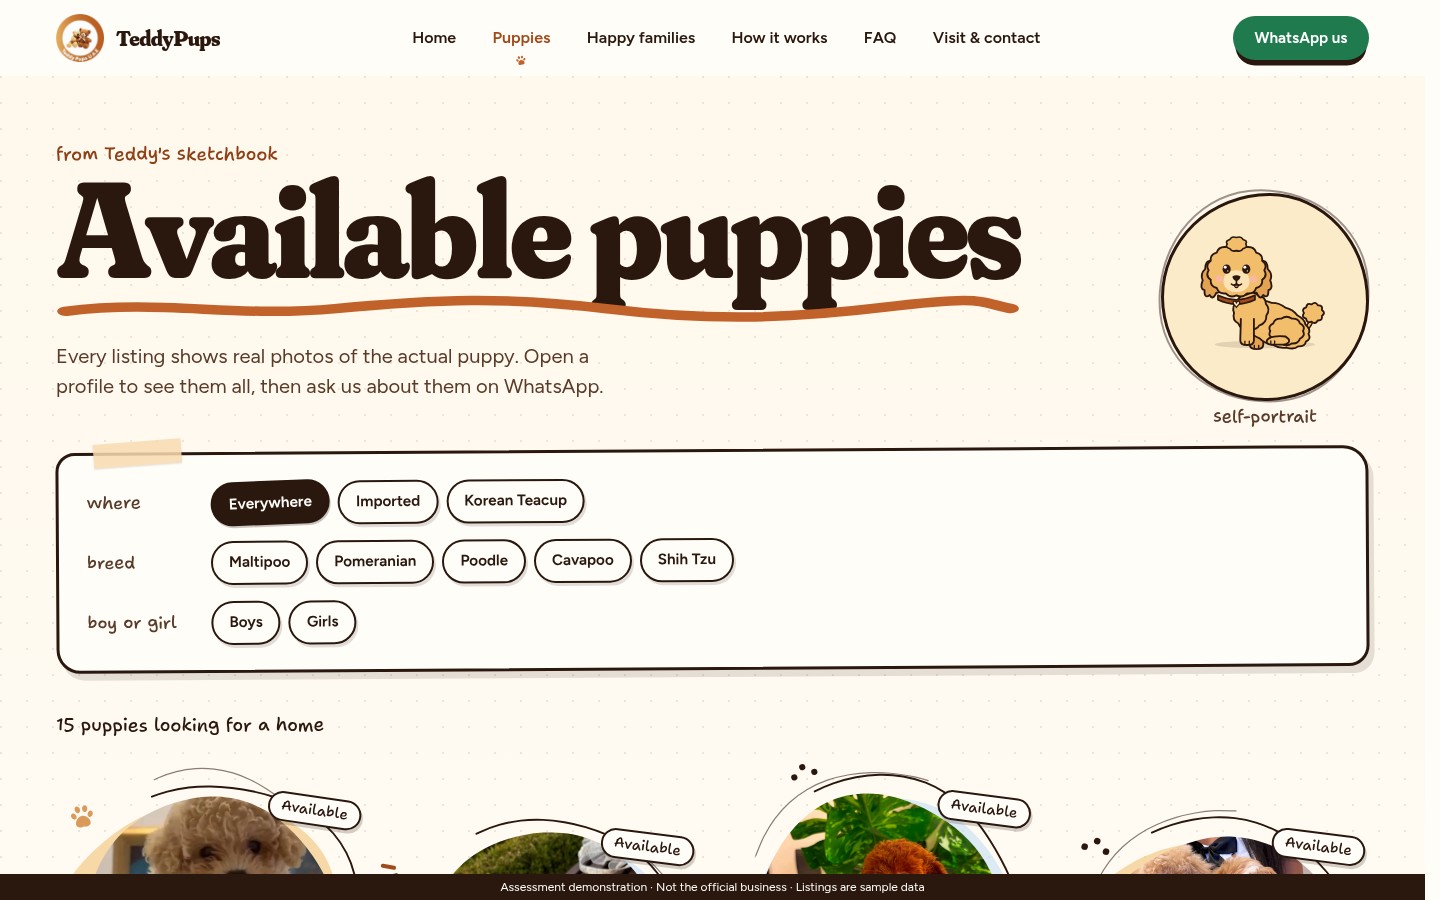 TeddyPups
Home
Puppies
Happy families
How it works
FAQ
Visit & contact
WhatsApp us
from Teddy's sketchbook
Available puppies
Every listing shows real photos of the actual puppy. Open a
profile to see them all, then ask us about them on WhatsApp.
self-portrait
where
Everywhere
Imported
Korean Teacup
breed
Maltipoo
Pomeranian
Poodle
Cavapoo
Shih Tzu
boy or girl
Boys
Girls
15 puppies looking for a home
Available
Available
Available
Available
Assessment demonstration · Not the official business · Listings are sample data